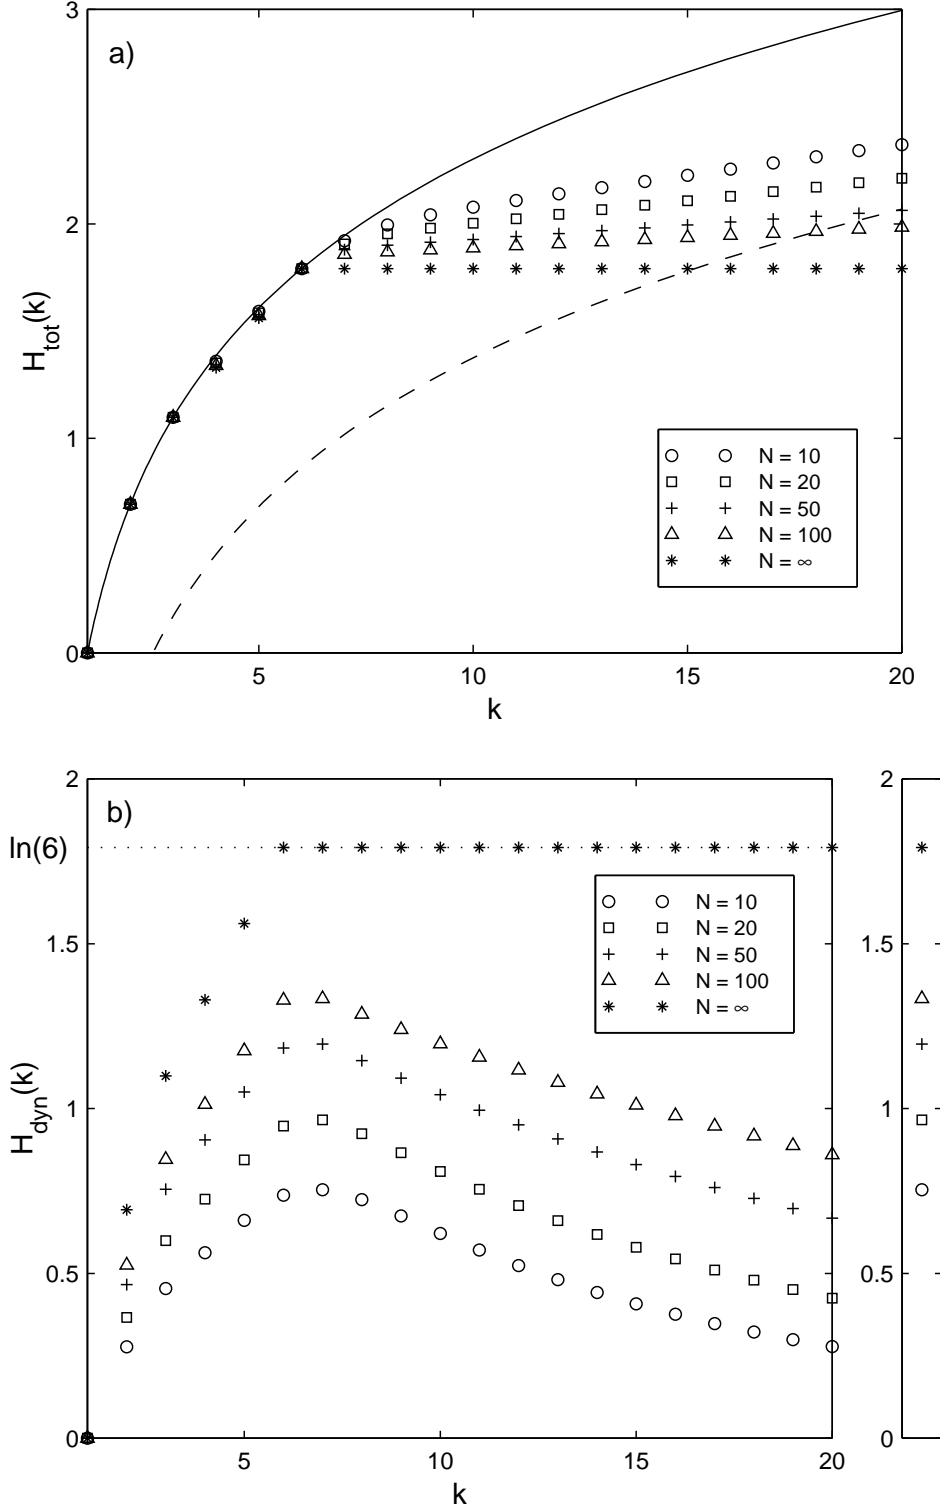 3
a)
2
H_tot(k)
1
N = 10
N = 20
N = 50
N = 100
N = ∞
0
5
10
15
20
k
2
2
b)
ln(6)
N = 10
1.5
1.5
N = 20
N = 50
N = 100
N = ∞
H_dyn(k)
1
1
0.5
0.5
0
0
5
10
15
20
k